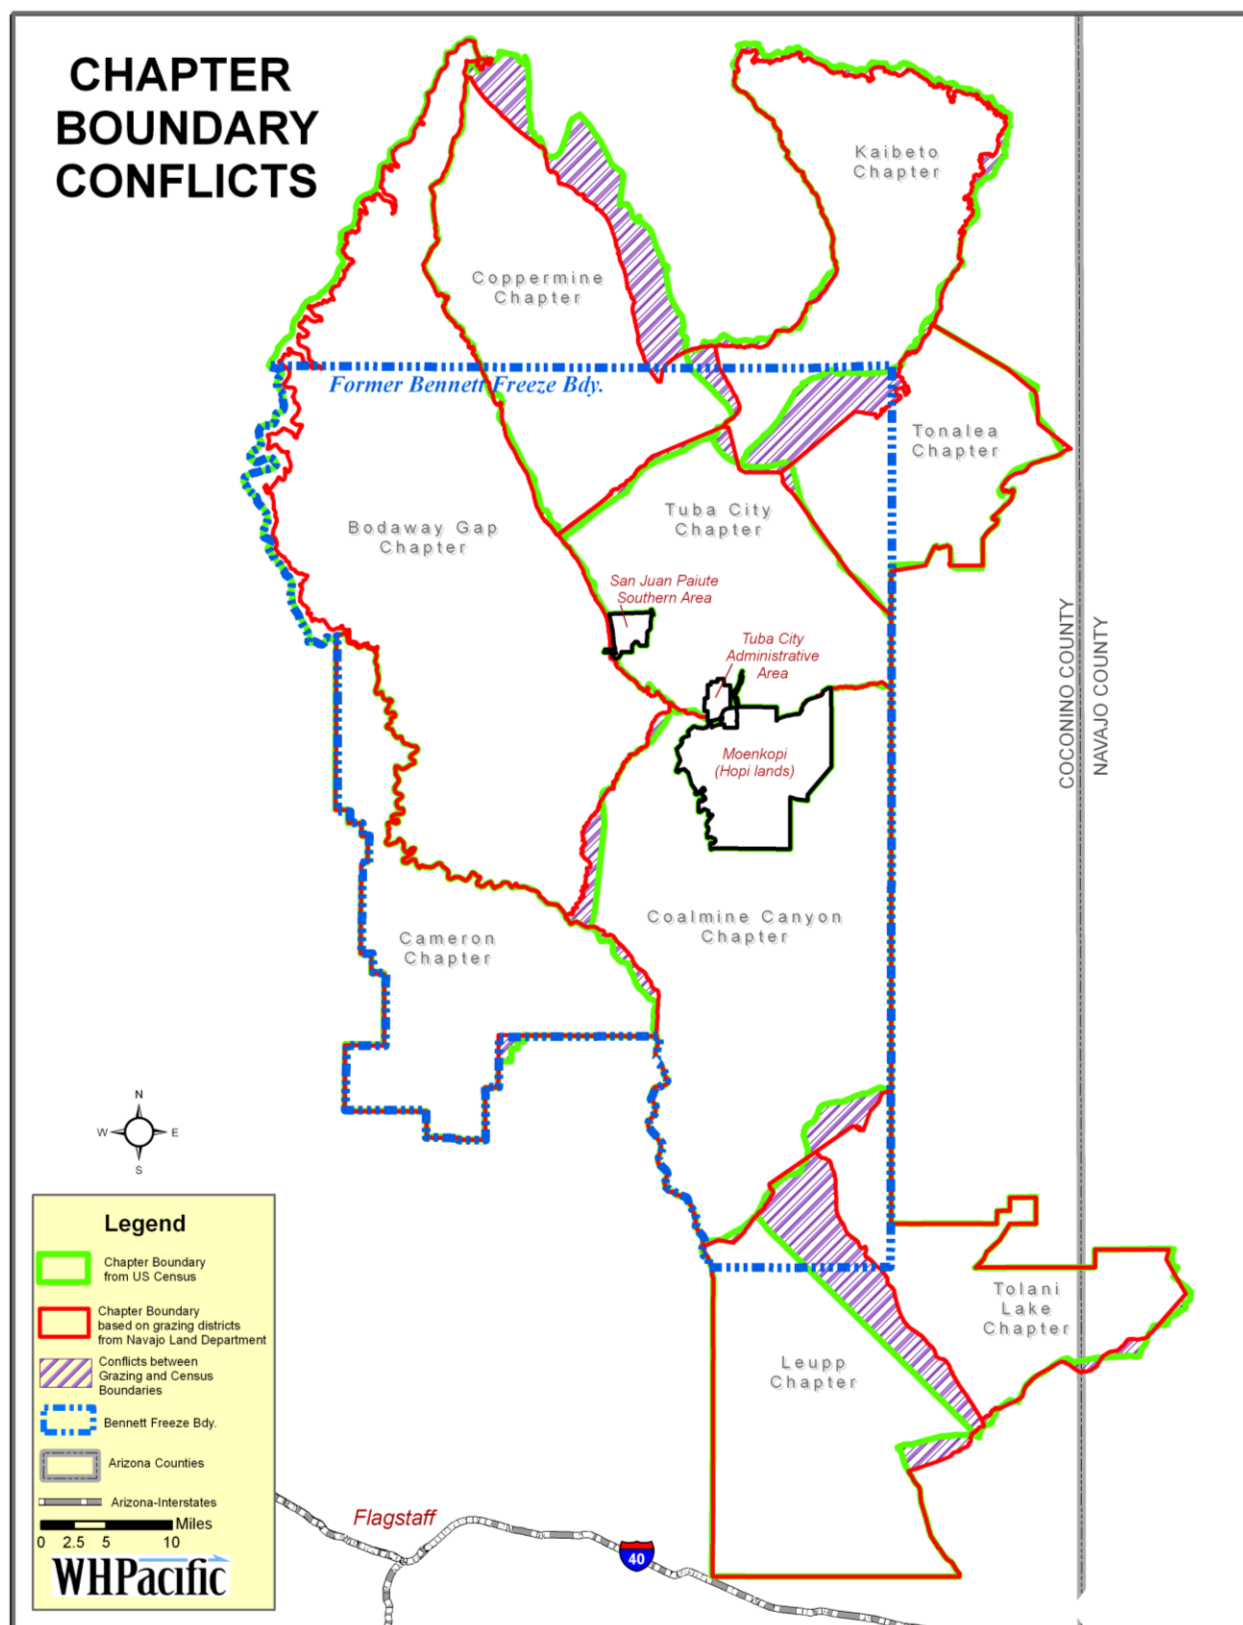 CHAPTER
BOUNDARY
CONFLICTS
Kaibeto
Chapter
Coppermine
Chapter
Former Bennett Freeze Bdy.
Tonalea
Chapter
Bodaway Gap
Chapter
Tuba City
Chapter
San Juan Paiute
Southern Area
Tuba City
Administrative
Area
COCONINO COUNTY
NAVAJO COUNTY
Moenkopi
(Hopi lands)
Coalmine Canyon
Chapter
Cameron
Chapter
N
W
E
S
Tolani
Lake
Chapter
Leupp
Chapter
Legend
Chapter Boundary
from US Census
Chapter Boundary
based on grazing districts
from Navajo Land Department
Conflicts between
Grazing and Census
Boundaries
Bennett Freeze Bdy.
Arizona Counties
Arizona-Interstates
Miles
0 2.5 5 10
WHPacific
Flagstaff
40